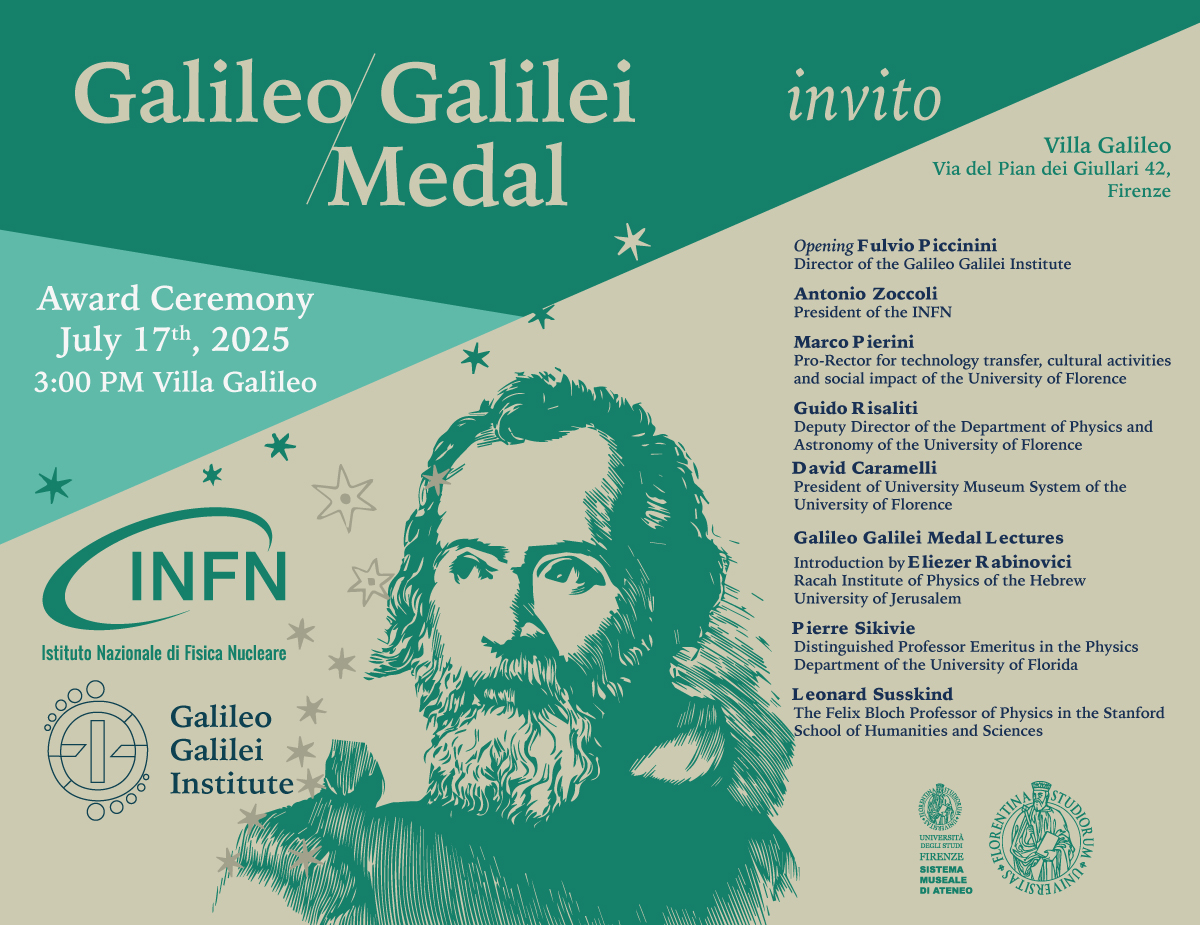 Galileo Galilei
Medal
invito
Villa Galileo
Via del Pian dei Giullari 42,
Firenze
Award Ceremony
July 17th, 2025
3:00 PM Villa Galileo
Opening Fulvio Piccinini
Director of the Galileo Galilei Institute
Antonio Zoccoli
President of the INFN
Marco Pierini
Pro-Rector for technology transfer, cultural activities
and social impact of the University of Florence
Guido Risaliti
Deputy Director of the Department of Physics and
Astronomy of the University of Florence
David Caramelli
President of University Museum System of the
University of Florence
Galileo Galilei Medal Lectures
Introduction by Eliezer Rabinovici
Racah Institute of Physics of the Hebrew
University of Jerusalem
Pierre Sikivie
Distinguished Professor Emeritus in the Physics
Department of the University of Florida
Leonard Susskind
The Felix Bloch Professor of Physics in the Stanford
School of Humanities and Sciences
INFN
Istituto Nazionale di Fisica Nucleare
Galileo
Galilei
Institute
UNIVERSITÀ
DEGLI STUDI
FIRENZE
SISTEMA
MUSEALE
DI ATENEO
FLORENTINA STUDIORUM UNIVERSITAS